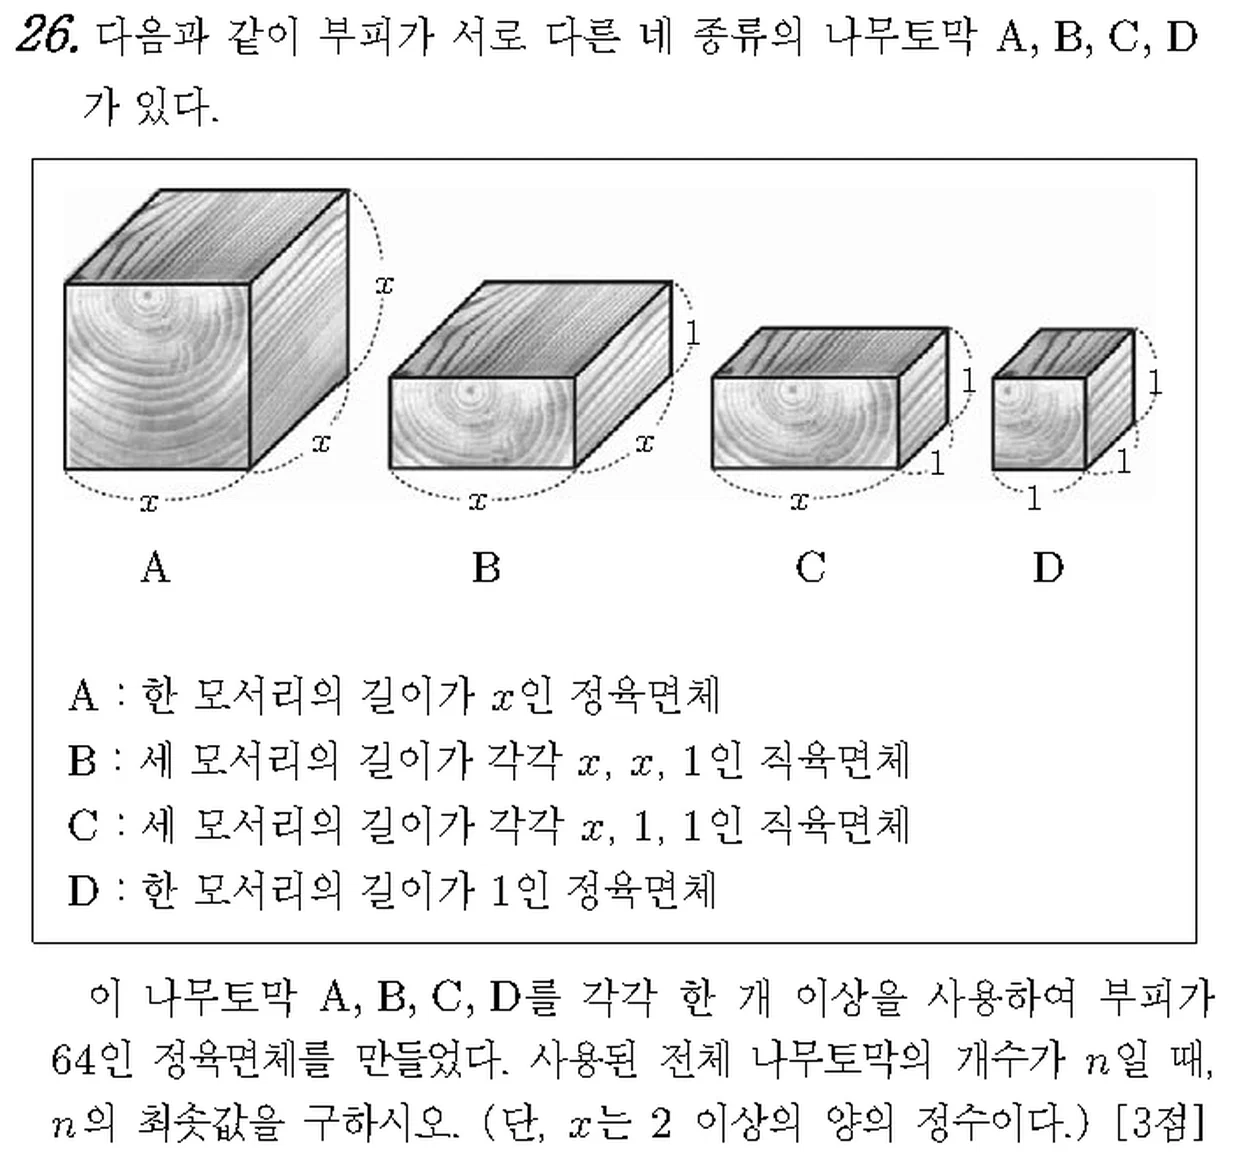 26. 다음과 같이 부피가 서로 다른 네 종류의 나무토막 A, B, C, D
가 있다.
x
x
x
A
1
x
x
B
1
1
x
C
1
1
1
D
A : 한 모서리의 길이가 x인 정육면체
B : 세 모서리의 길이가 각각 x, x, 1인 직육면체
C : 세 모서리의 길이가 각각 x, 1, 1인 직육면체
D : 한 모서리의 길이가 1인 정육면체
이 나무토막 A, B, C, D를 각각 한 개 이상을 사용하여 부피가
64인 정육면체를 만들었다. 사용된 전체 나무토막의 개수가 n일 때,
n의 최솟값을 구하시오. (단, x는 2 이상의 양의 정수이다.) [3점]